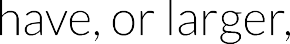 have, or larger,